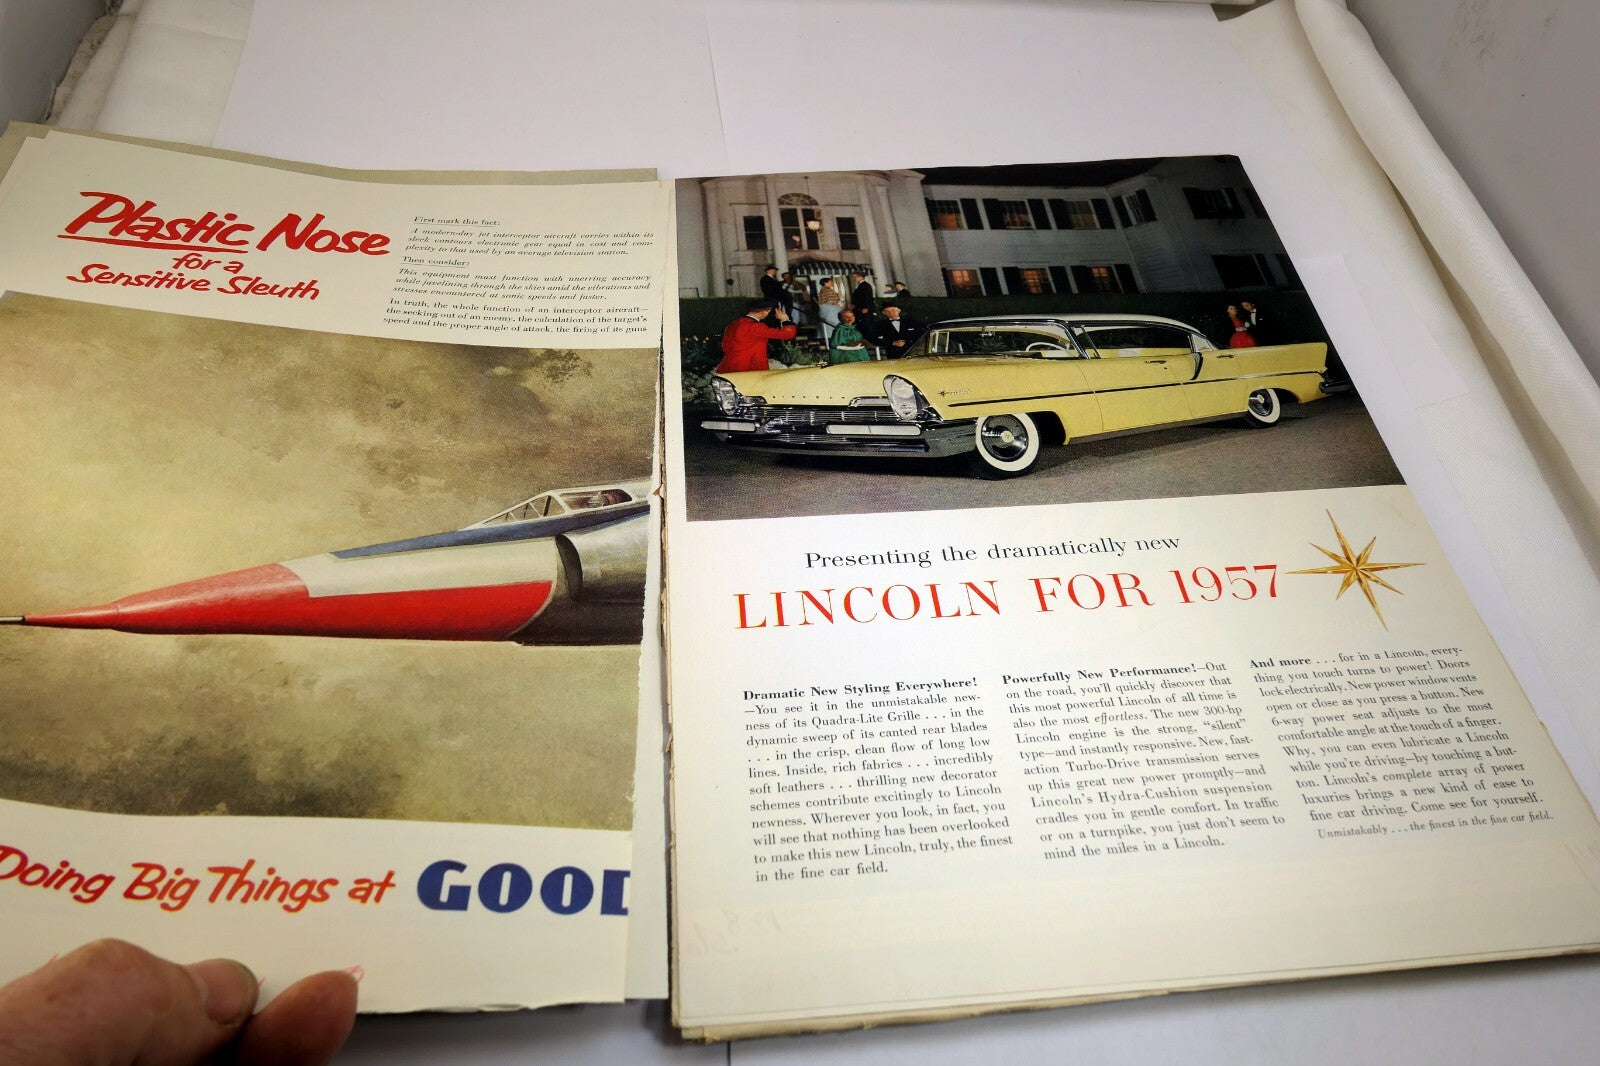 Plastic Nose
for a
Sensitive Sleuth
First mark this fact:
A modern-day jet interceptor aircraft carries within its
sleek contours electronic gear equal in cost and com-
plexity to that used by an average television station.
Then consider:
This equipment must function with unerring accuracy
while javelining through the skies amid the vibrations and
stresses encountered at sonic speeds and faster.
In truth, the whole function of an interceptor aircraft—
the seeking out of an enemy, the calculation of the target's
speed and the proper angle of attack, the firing of its guns
Doing Big Things at GOOD
Presenting the dramatically new
LINCOLN FOR 1957
Dramatic New Styling Everywhere!
—You see it in the unmistakable new-
ness of its Quadra-Lite Grille . . . in the
dynamic sweep of its canted rear blades
. . . in the crisp, clean flow of long low
lines. Inside, rich fabrics . . . incredibly
soft leathers . . . thrilling new decorator
schemes contribute excitingly to Lincoln
newness. Wherever you look, in fact, you
will see that nothing has been overlooked
to make this new Lincoln, truly, the finest
in the fine car field.
Powerfully New Performance!—Out
on the road, you'll quickly discover that
this most powerful Lincoln of all time is
also the most effortless. The new 300-hp
Lincoln engine is the strong, "silent"
type—and instantly responsive. New, fast-
action Turbo-Drive transmission serves
up this great new power promptly—and
Lincoln's Hydra-Cushion suspension
cradles you in gentle comfort. In traffic
or on a turnpike, you just don't seem to
mind the miles in a Lincoln.
And more . . . for in a Lincoln, every-
thing you touch turns to power! Doors
lock electrically. New power window vents
open or close as you press a button. New
6-way power seat adjusts to the most
comfortable angle at the touch of a finger.
Why, you can even lubricate a Lincoln
while you're driving—by touching a but-
ton. Lincoln's complete array of power
luxuries brings a new kind of ease to
fine car driving. Come see for yourself.
Unmistakably . . . the finest in the fine car field.